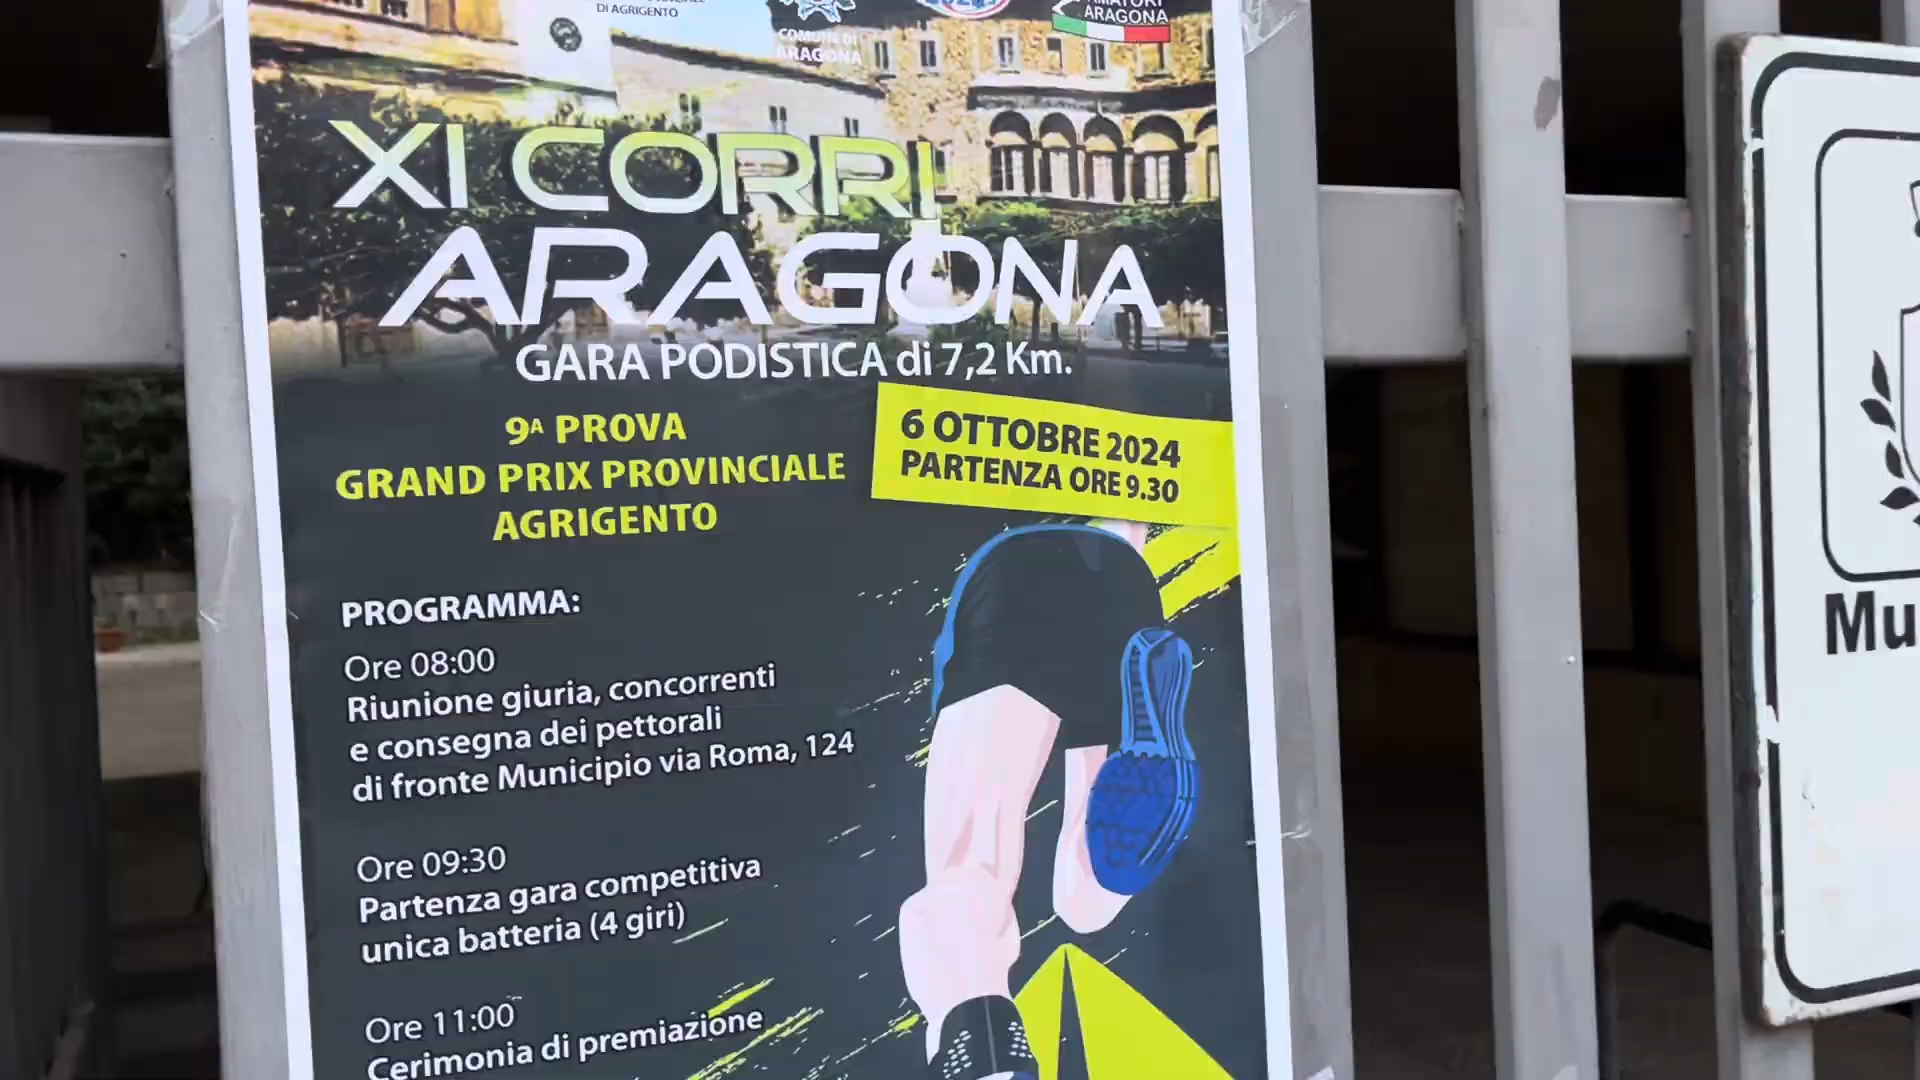 DI AGRIGENTO
COMUNE DI
ARAGONA
AMATORI
ARAGONA
XI CORRI
ARAGONA
GARA PODISTICA di 7,2 Km.
9A PROVA
GRAND PRIX PROVINCIALE
AGRIGENTO
6 OTTOBRE 2024
PARTENZA ORE 9.30
PROGRAMMA:
Ore 08:00
Riunione giuria, concorrenti
e consegna dei pettorali
di fronte Municipio via Roma, 124
Ore 09:30
Partenza gara competitiva
unica batteria (4 giri)
Ore 11:00
Cerimonia di premiazione
Mu